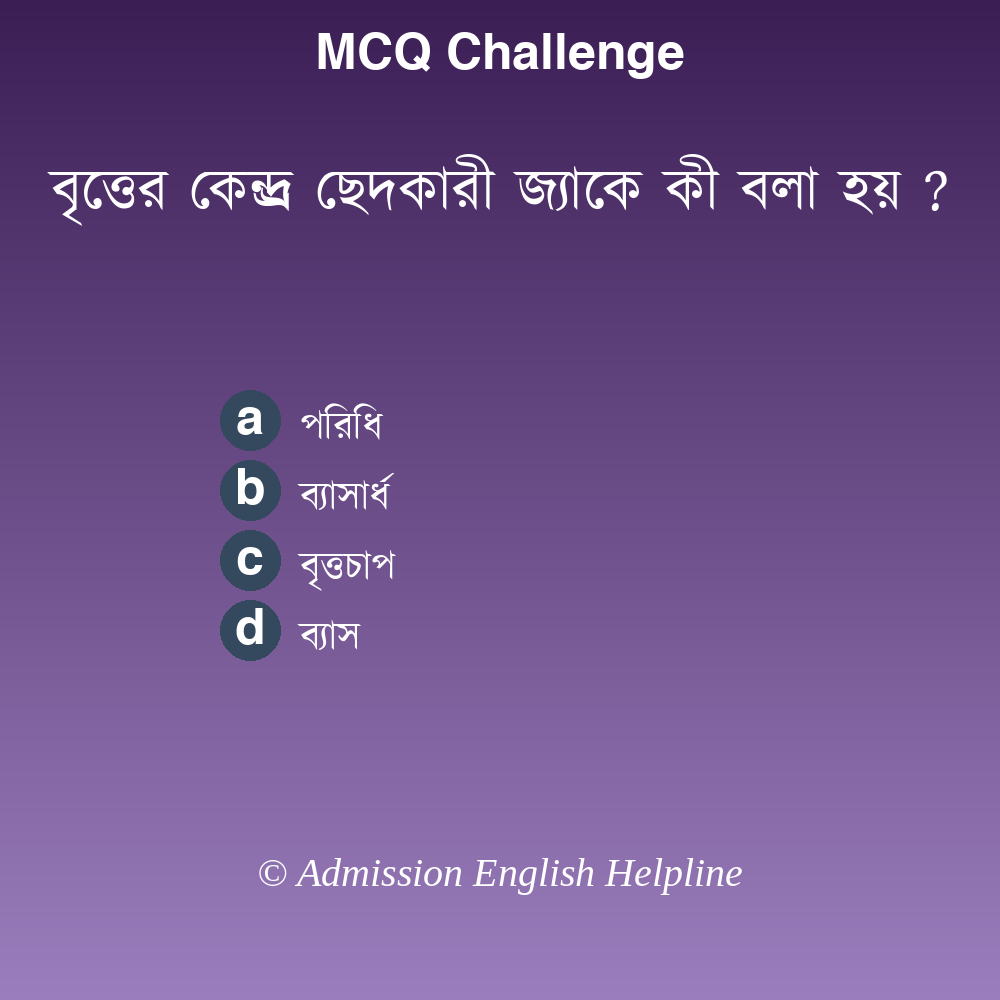 MCQ Challenge
বৃত্তের কেন্দ্র ছেদকারী জ্যাকে কী বলা হয় ?
a পরিধি
b ব্যাসার্ধ
c বৃত্তচাপ
d ব্যাস
© Admission English Helpline